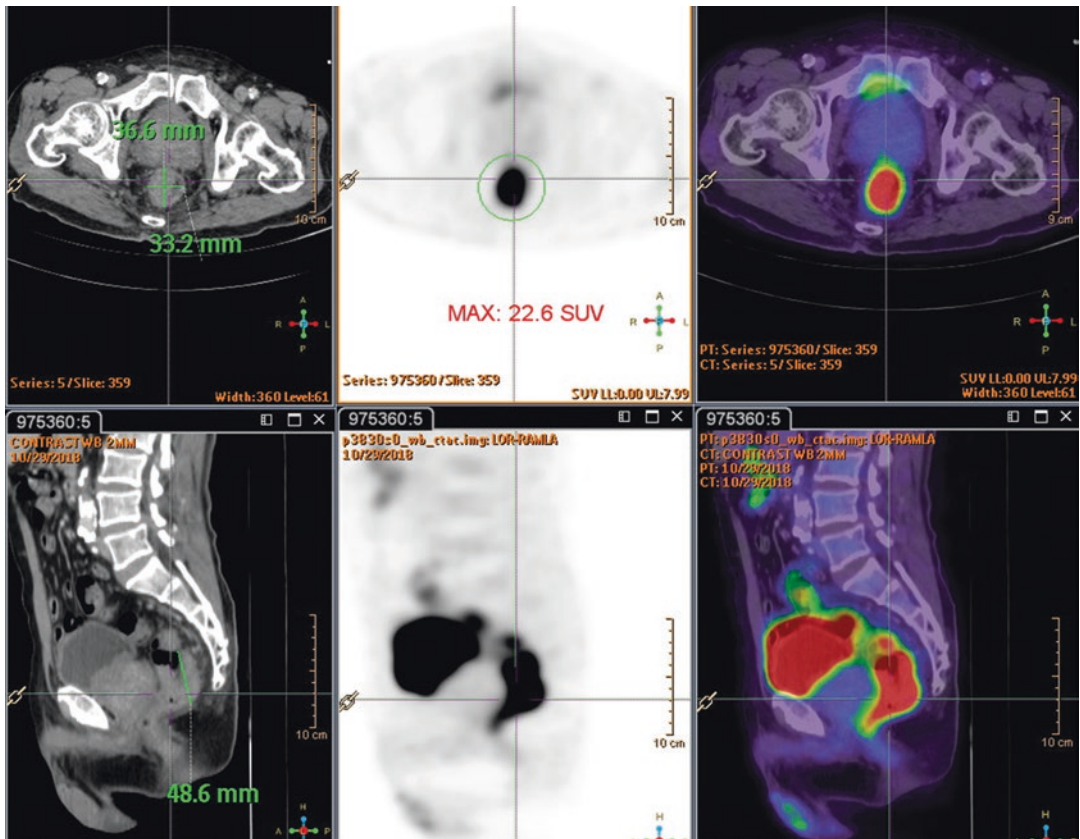 36.6 mm
33.2 mm
10 cm
A
R
L
P
Series: 5/ Slice: 359
Width:360 Level:61
10 cm
MAX: 22.6 SUV
A
R
L
P
Series: 975360/ Slice: 359
SUV LL:0.00 UL:7.99
9 cm
A
R
L
P
PT: Series: 975360/ Slice: 359
CT: Series: 5/ Slice: 359
SUV LL:0.00 UL:7.99
Width:360 Level:61
975360:5
CONTRAST WB 2MM
10/29/2018
10 cm
48.6 mm
H
A
P
975360:5
p3830s0_wb_ctac.img: LOR-RAMLA
10/29/2018
10 cm
H
975360:5
PT: p3830s0_wb_ctac.img: LOR-RAMLA
CT: CONTRAST WB 2MM
PT: 10/29/2018
CT: 10/29/2018
10 cm
H